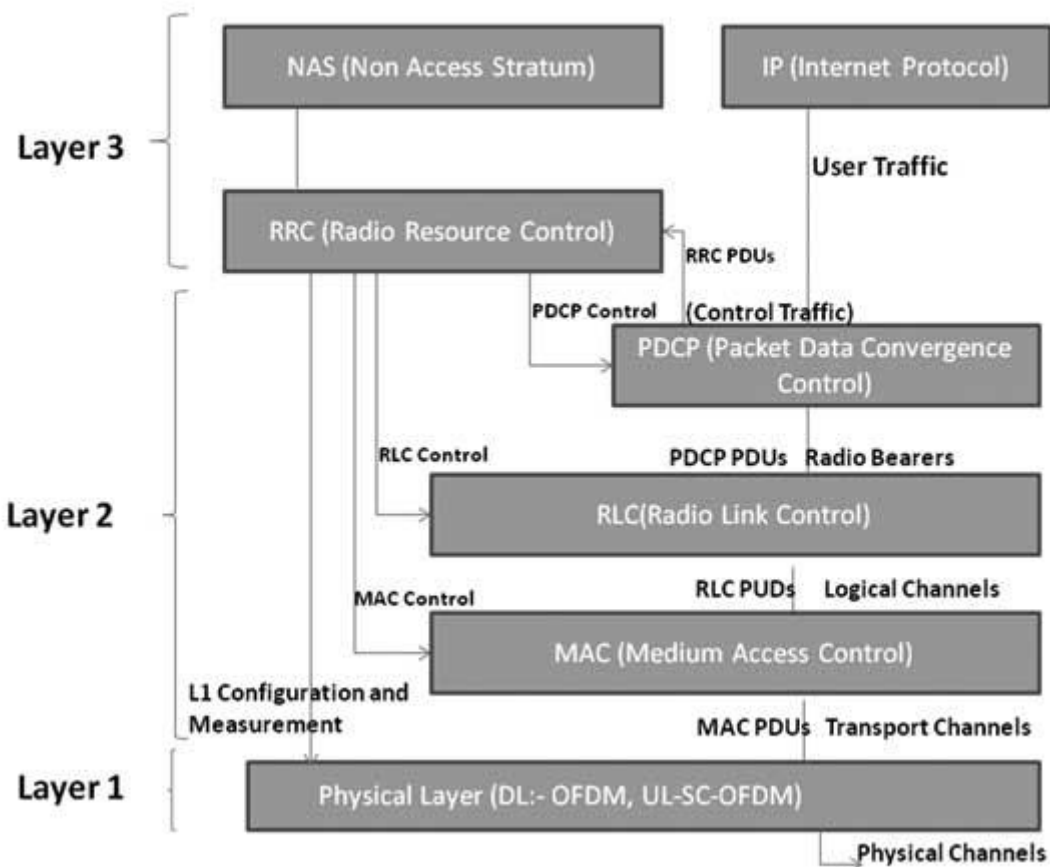 NAS (Non Access Stratum)
IP (Internet Protocol)
Layer 3
User Traffic
RRC (Radio Resource Control)
RRC PDUs
PDCP Control
(Control Traffic)
PDCP (Packet Data Convergence
Control)
RLC Control
PDCP PDUs
Radio Bearers
Layer 2
RLC(Radio Link Control)
RLC PUDs
Logical Channels
MAC Control
MAC (Medium Access Control)
L1 Configuration and
Measurement
MAC PDUs
Transport Channels
Layer 1
Physical Layer (DL:- OFDM, UL-SC-OFDM)
Physical Channels